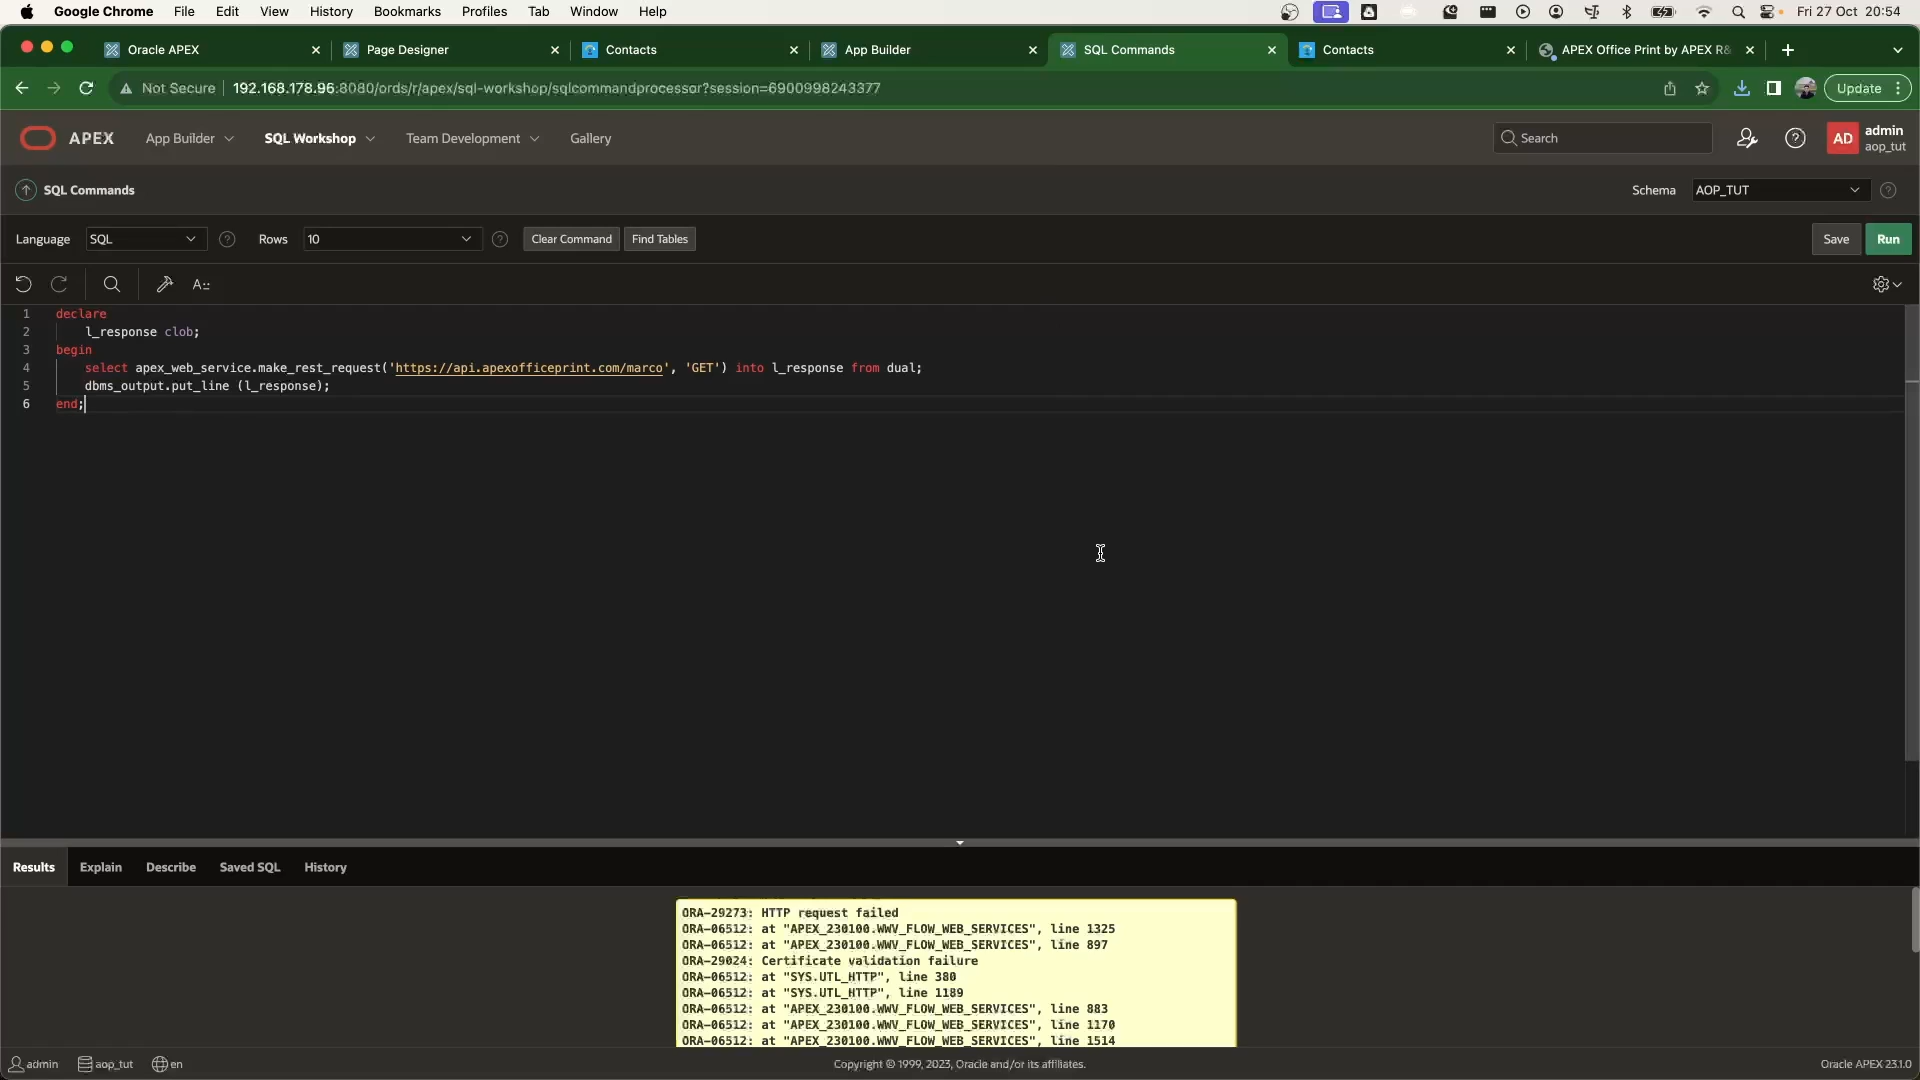 Google Chrome File Edit View History Bookmarks Profiles Tab Window Help Fri 27 Oct 20:54
Oracle APEX Page Designer Contacts App Builder SQL Commands Contacts APEX Office Print by APEX R&
Not Secure 192.168.178.96:8080/ords/r/apex/sql-workshop/sqlcommandprocessor?session=6900998243377 Update
APEX App Builder SQL Workshop Team Development Gallery Search AD admin
aop_tut
SQL Commands Schema AOP_TUT
Language SQL Rows 10 Clear Command Find Tables Save Run
1 declare
2 l_response clob;
3 begin
4 select apex_web_service.make_rest_request('https://api.apexofficeprint.com/marco', 'GET') into l_response from dual;
5 dbms_output.put_line (l_response);
6 end;
Results Explain Describe Saved SQL History
ORA-29273: HTTP request failed
ORA-06512: at "APEX_230100.WWV_FLOW_WEB_SERVICES", line 1325
ORA-06512: at "APEX_230100.WWV_FLOW_WEB_SERVICES", line 897
ORA-29024: Certificate validation failure
ORA-06512: at "SYS.UTL_HTTP", line 380
ORA-06512: at "SYS.UTL_HTTP", line 1189
ORA-06512: at "APEX_230100.WWV_FLOW_WEB_SERVICES", line 883
ORA-06512: at "APEX_230100.WWV_FLOW_WEB_SERVICES", line 1170
ORA-06512: at "APEX_230100.WWV_FLOW_WEB_SERVICES", line 1514
admin aop_tut en Copyright © 1999, 2023, Oracle and/or its affiliates. Oracle APEX 23.1.0